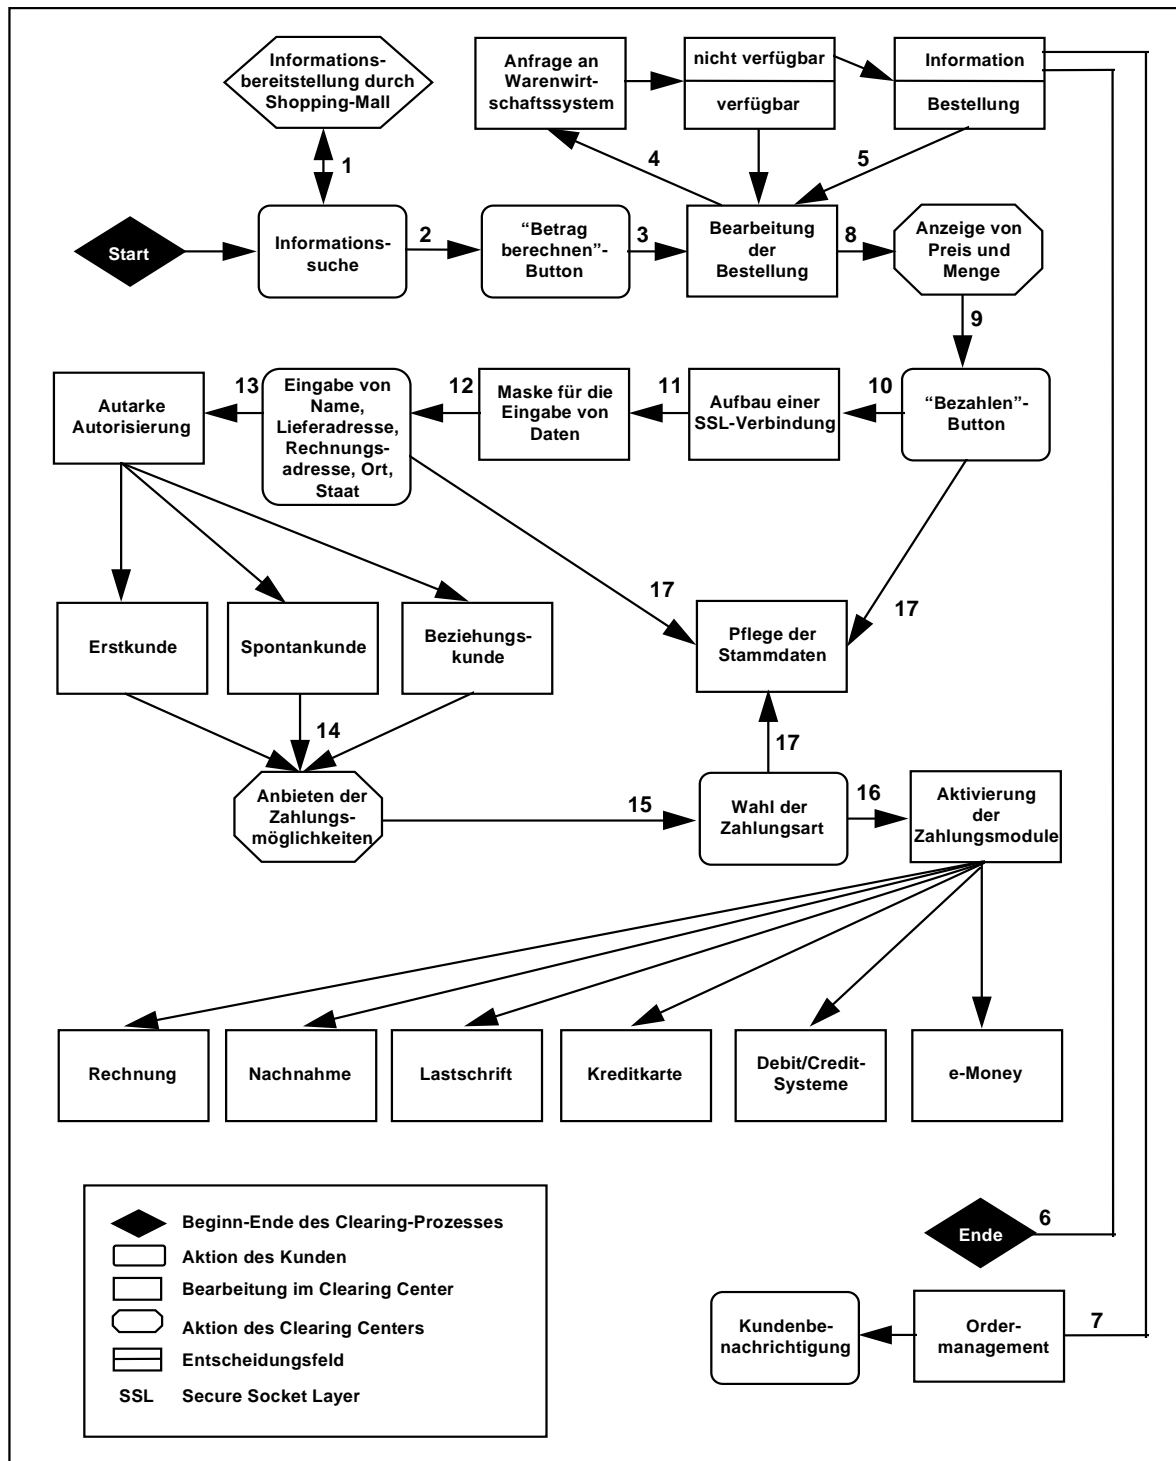 Informations-
bereitstellung durch
Shopping-Mall
Anfrage an
Warenwirt-
schaftssystem
nicht verfügbar
verfügbar
Information
Bestellung
1
4
5
Start
Informations-
suche
2
“Betrag
berechnen”-
Button
3
Bearbeitung
der
Bestellung
8
Anzeige von
Preis und
Menge
9
Autarke
Autorisierung
13
Eingabe von
Name,
Lieferadresse,
Rechnungs-
adresse, Ort,
Staat
12
Maske für die
Eingabe von
Daten
11
Aufbau einer
SSL-Verbindung
10
“Bezahlen”-
Button
17
17
Erstkunde
Spontankunde
Beziehungs-
kunde
Pflege der
Stammdaten
14
17
Anbieten der
Zahlungs-
möglichkeiten
15
Wahl der
Zahlungsart
16
Aktivierung
der
Zahlungsmodule
Rechnung
Nachnahme
Lastschrift
Kreditkarte
Debit/Credit-
Systeme
e-Money
Beginn-Ende des Clearing-Prozesses
Aktion des Kunden
Bearbeitung im Clearing Center
Aktion des Clearing Centers
Entscheidungsfeld
SSL Secure Socket Layer
Ende
6
Kundenbe-
nachrichtigung
Order-
management
7